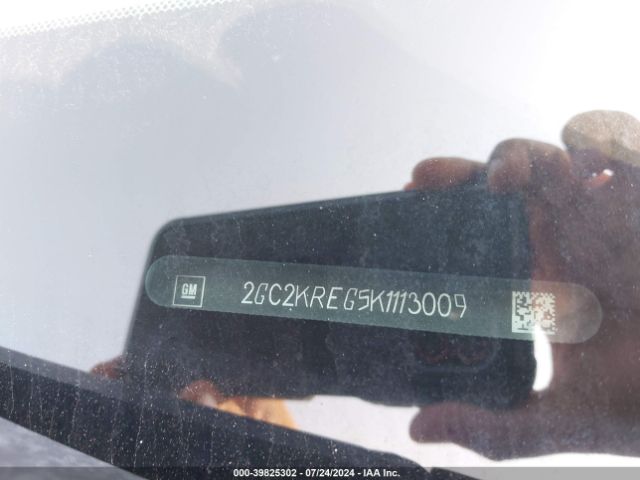 GM 2GC2KREG5K1113009
000-39825302 - 07/24/2024 - IAA Inc.